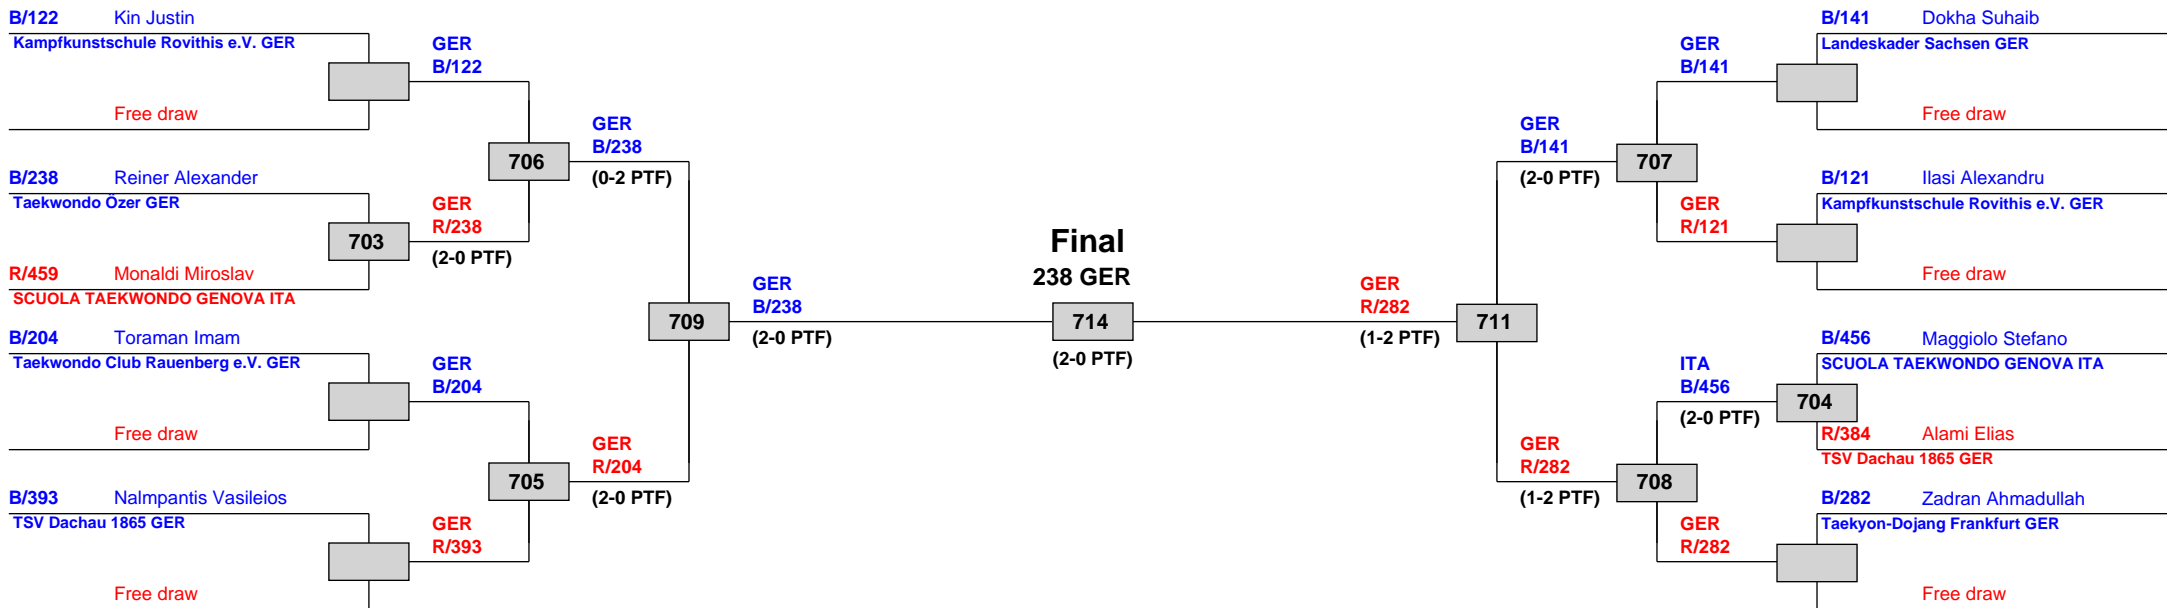 B/122 Kin Justin
Kampfkunstschule Rovithis e.V. GER
Free draw
GER
B/122
B/238 Reiner Alexander
Taekwondo Özer GER
703
R/459 Monaldi Miroslav
SCUOLA TAEKWONDO GENOVA ITA
GER
R/238
(2-0 PTF)
706
GER
B/238
(0-2 PTF)
B/204 Toraman Imam
Taekwondo Club Rauenberg e.V. GER
Free draw
GER
B/204
B/393 Nalmpantis Vasileios
TSV Dachau 1865 GER
Free draw
GER
R/393
705
GER
R/204
(2-0 PTF)
709
GER
B/238
(2-0 PTF)
Final
238 GER
714
(2-0 PTF)
GER
R/282
(1-2 PTF)
711
GER
B/141
(2-0 PTF)
707
GER
B/141
B/141 Dokha Suhaib
Landeskader Sachsen GER
Free draw
GER
R/121
B/121 Ilasi Alexandru
Kampfkunstschule Rovithis e.V. GER
Free draw
GER
R/282
(1-2 PTF)
708
ITA
B/456
(2-0 PTF)
704
B/456 Maggiolo Stefano
SCUOLA TAEKWONDO GENOVA ITA
R/384 Alami Elias
TSV Dachau 1865 GER
GER
R/282
B/282 Zadran Ahmadullah
Taekyon-Dojang Frankfurt GER
Free draw